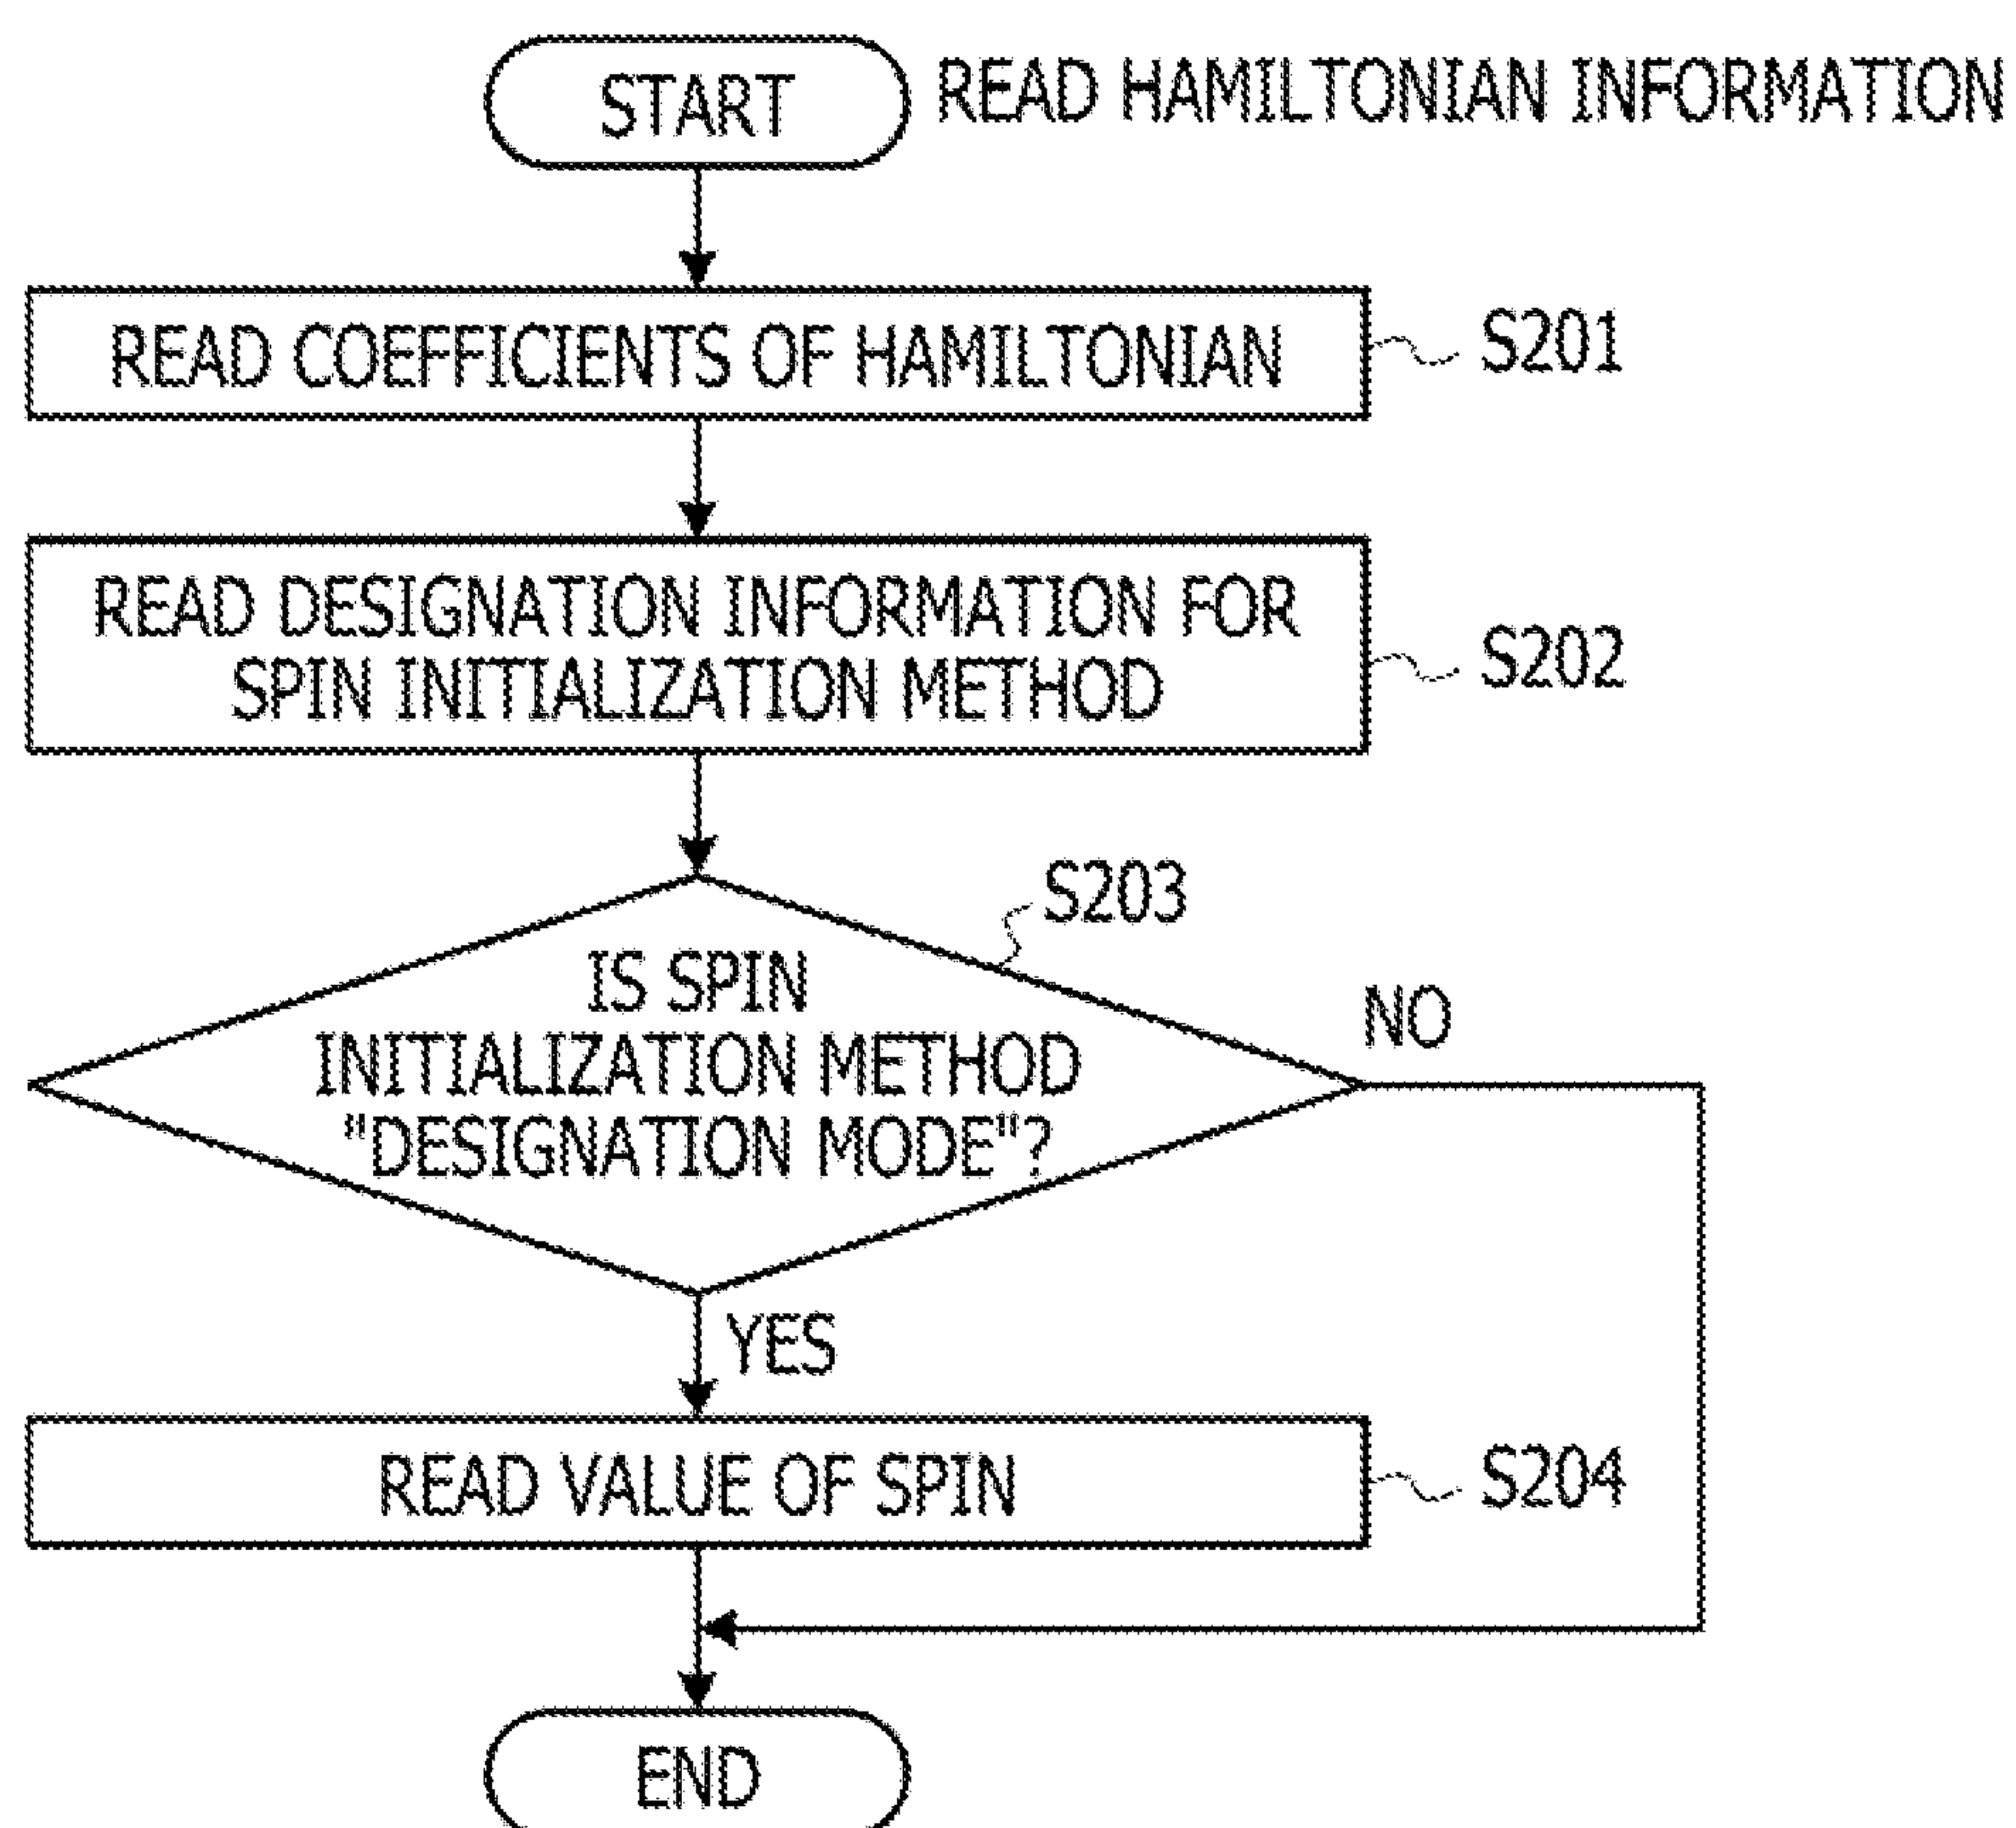 START
READ HAMILTONIAN INFORMATION
READ COEFFICIENTS OF HAMILTONIAN
S201
READ DESIGNATION INFORMATION FOR
SPIN INITIALIZATION METHOD
S202
S203
IS SPIN
INITIALIZATION METHOD
"DESIGNATION MODE"?
NO
YES
READ VALUE OF SPIN
S204
END